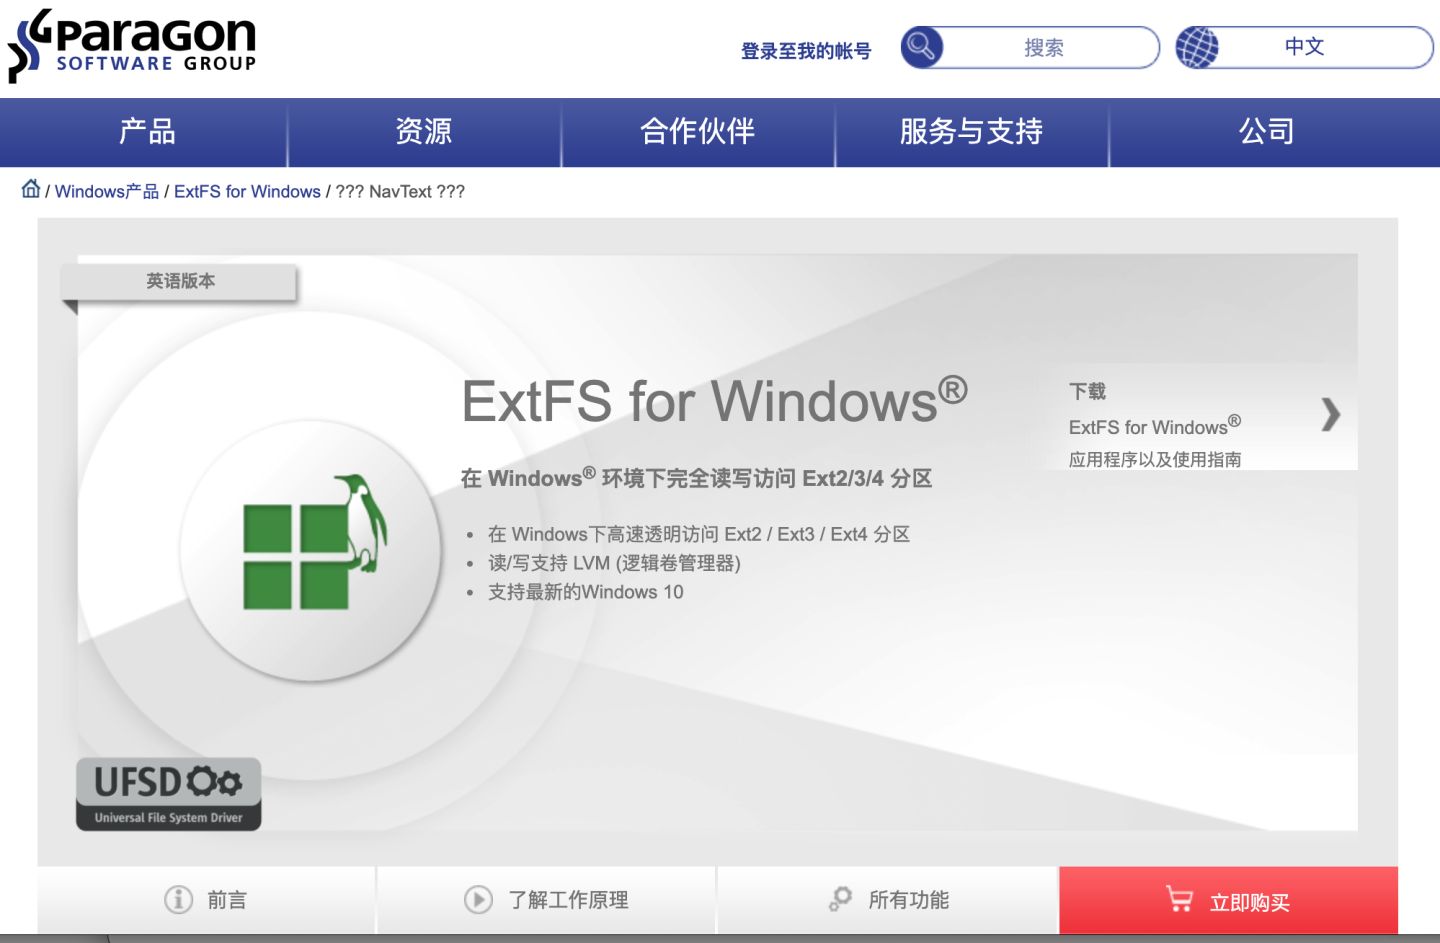 Paragon
SOFTWARE GROUP
登录至我的帐号
搜索
中文
产品
资源
合作伙伴
服务与支持
公司
/ Windows产品 / ExtFS for Windows / ??? NavText ???
英语版本
ExtFS for Windows®
在 Windows® 环境下完全读写访问 Ext2/3/4 分区
• 在 Windows下高速透明访问 Ext2 / Ext3 / Ext4 分区
• 读/写支持 LVM (逻辑卷管理器)
• 支持最新的Windows 10
下载
ExtFS for Windows®
应用程序以及使用指南
UFSD
Universal File System Driver
前言
了解工作原理
所有功能
立即购买